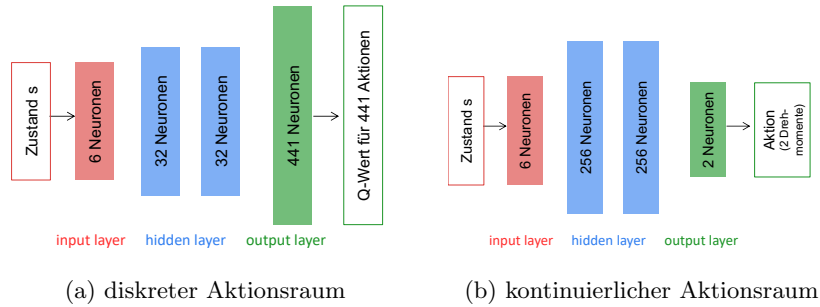 Zustand s
6 Neuronen
32 Neuronen
32 Neuronen
441 Neuronen
Q-Wert für 441 Aktionen
input layer
hidden layer
output layer
(a) diskreter Aktionsraum
Zustand s
6 Neuronen
256 Neuronen
256 Neuronen
2 Neuronen
Aktion
(2 Dreh-
momente)
input layer
hidden layer
output layer
(b) kontinuierlicher Aktionsraum